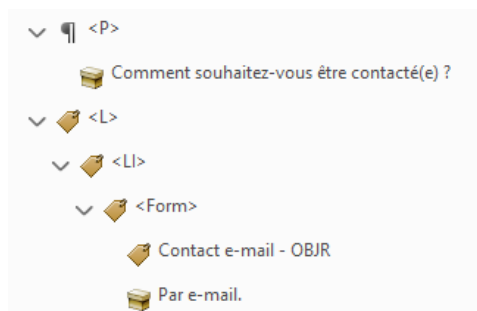 <P>
Comment souhaitez-vous être contacté(e) ?
<L>
<LI>
<Form>
Contact e-mail - OBJR
Par e-mail.